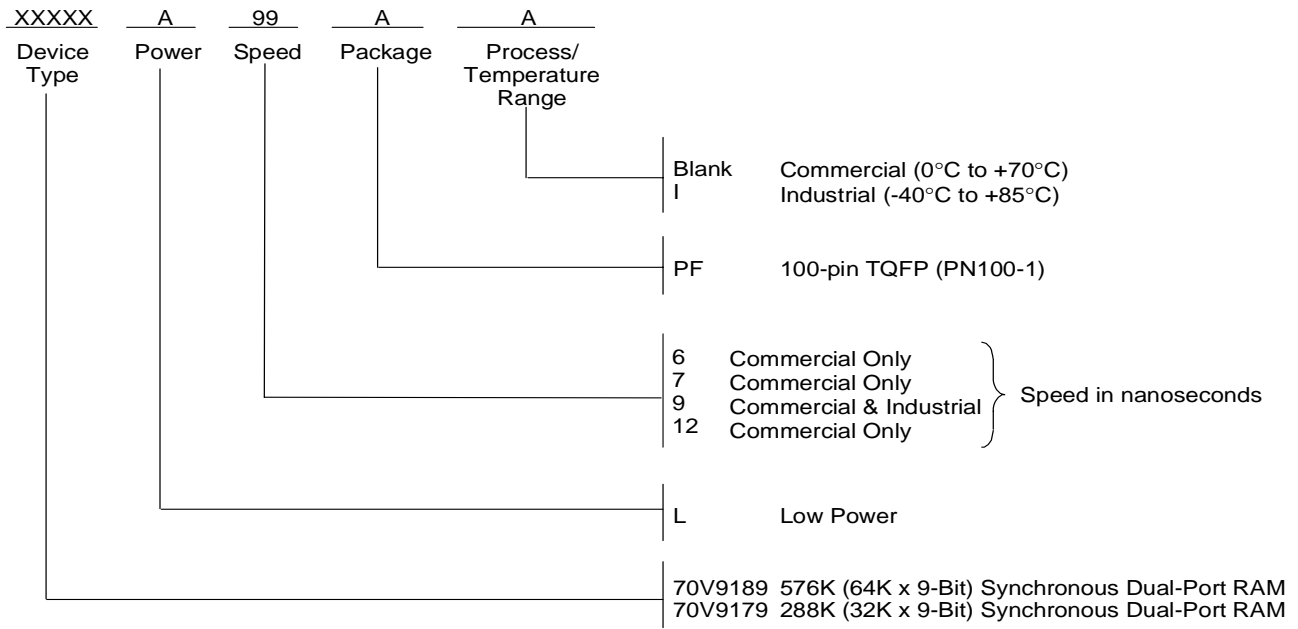 XXXXX A 99 A A
Device Type Power Speed Package Process/ Temperature Range
Blank Commercial (0°C to +70°C)
I Industrial (-40°C to +85°C)
PF 100-pin TQFP (PN100-1)
6 Commercial Only
7 Commercial Only
9 Commercial & Industrial
12 Commercial Only
Speed in nanoseconds
L Low Power
70V9189 576K (64K x 9-Bit) Synchronous Dual-Port RAM
70V9179 288K (32K x 9-Bit) Synchronous Dual-Port RAM